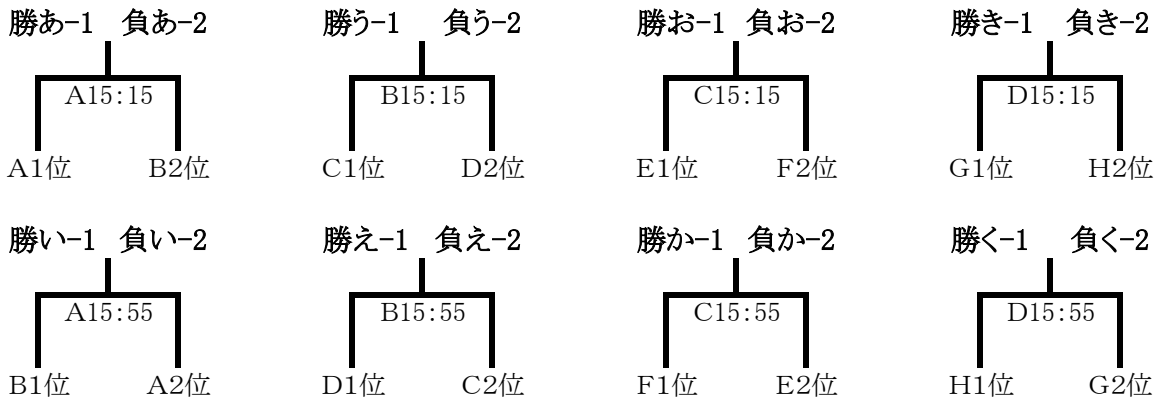 勝あ-1 負あ-2 勝う-1 負う-2 勝お-1 負お-2 勝き-1 負き-2
A15:15 B15:15 C15:15 D15:15
A1位 B2位 C1位 D2位 E1位 F2位 G1位 H2位
勝い-1 負い-2 勝え-1 負え-2 勝か-1 負か-2 勝く-1 負く-2
A15:55 B15:55 C15:55 D15:55
B1位 A2位 D1位 C2位 F1位 E2位 H1位 G2位